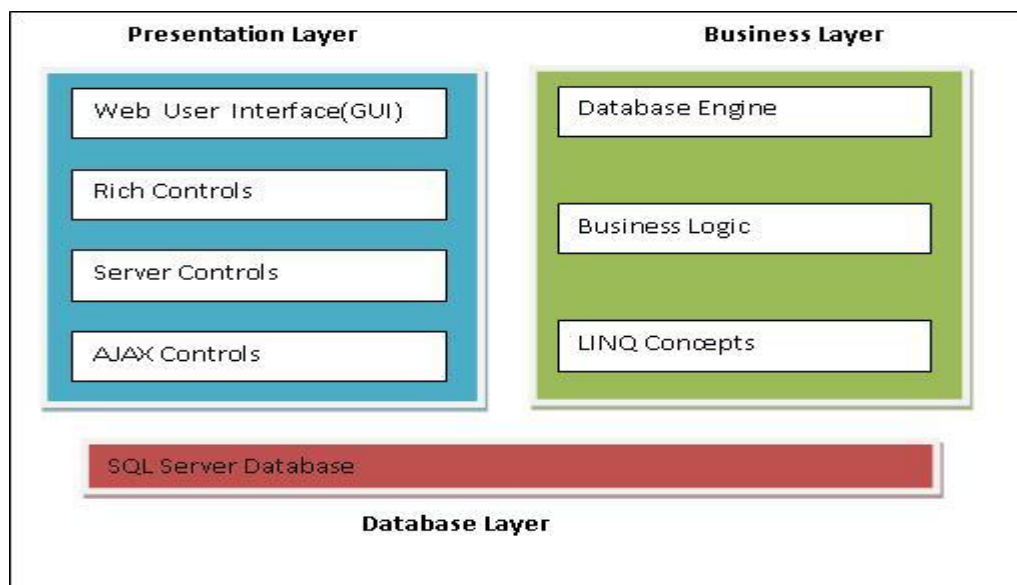 Presentation Layer
Web User Interface(GUI)
Rich Controls
Server Controls
AJAX Controls
Business Layer
Database Engine
Business Logic
LINQ Concepts
SQL Server Database
Database Layer